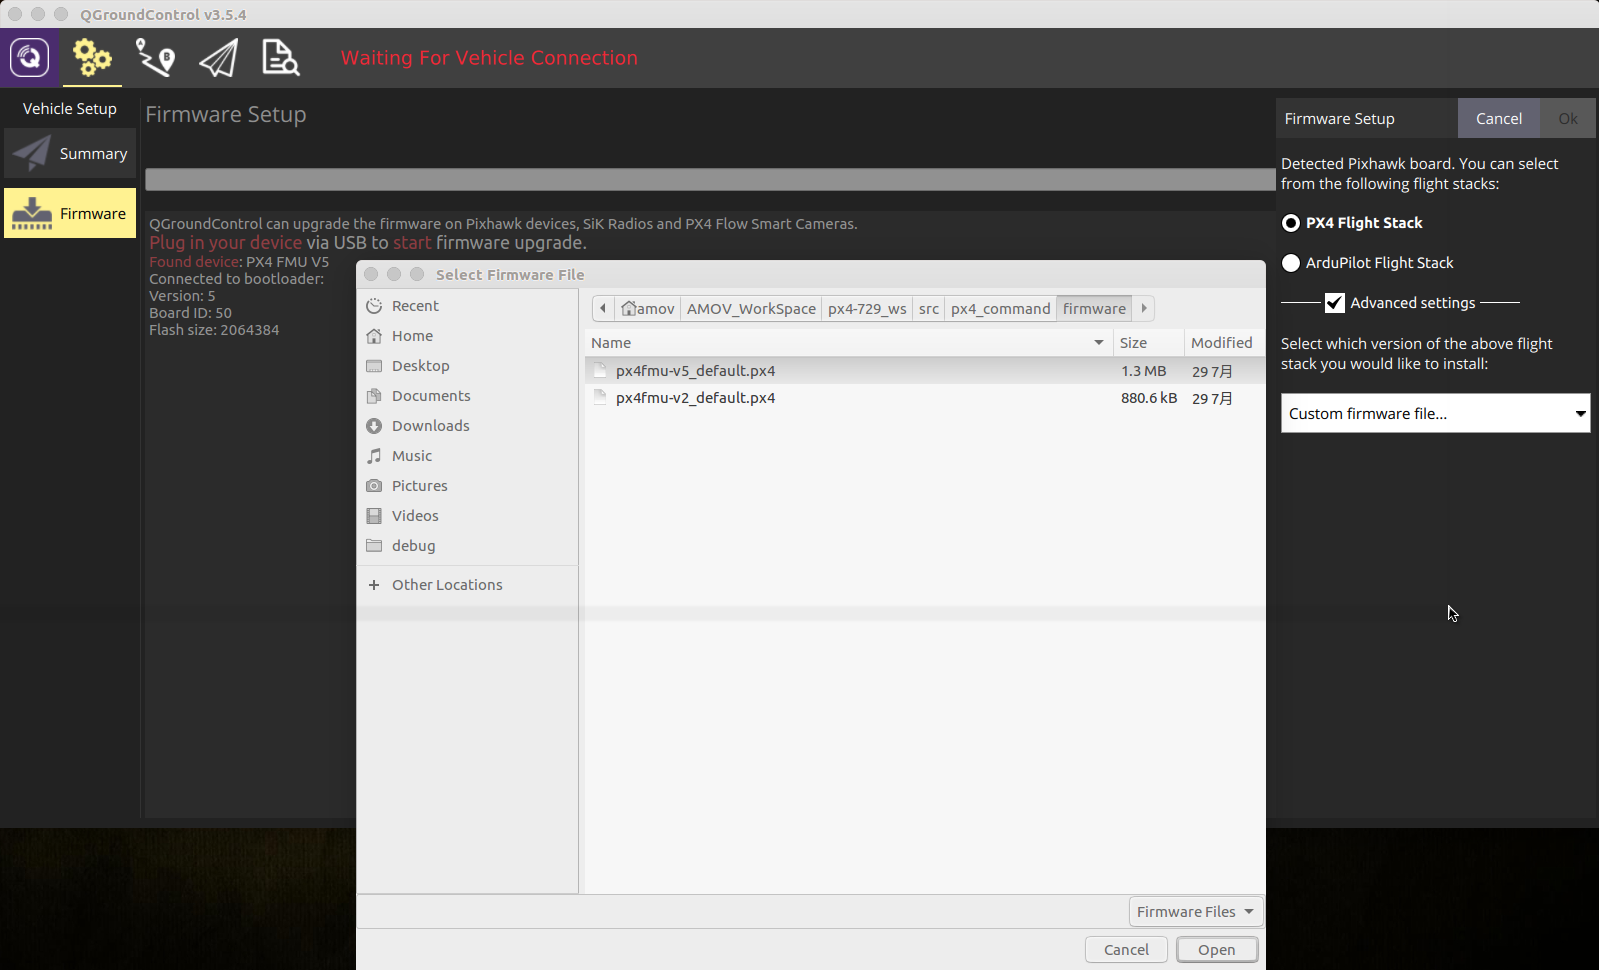 QGroundControl v3.5.4
Waiting For Vehicle Connection
Vehicle Setup
Summary
Firmware
Firmware Setup
QGroundControl can upgrade the firmware on Pixhawk devices, SiK Radios and PX4 Flow Smart Cameras.
Plug in your device via USB to start firmware upgrade.
Found device: PX4 FMU V5
Connected to bootloader:
Version: 5
Board ID: 50
Flash size: 2064384
Select Firmware File
Recent
Home
Desktop
Documents
Downloads
Music
Pictures
Videos
debug
Other Locations
amov AMOV_WorkSpace px4-729_ws src px4_command firmware
Name Size Modified
px4fmu-v5_default.px4 1.3 MB 29 7月
px4fmu-v2_default.px4 880.6 kB 29 7月
Firmware Files
Cancel Open
Firmware Setup Cancel Ok
Detected Pixhawk board. You can select
from the following flight stacks:
PX4 Flight Stack
ArduPilot Flight Stack
Advanced settings
Select which version of the above flight
stack you would like to install:
Custom firmware file...